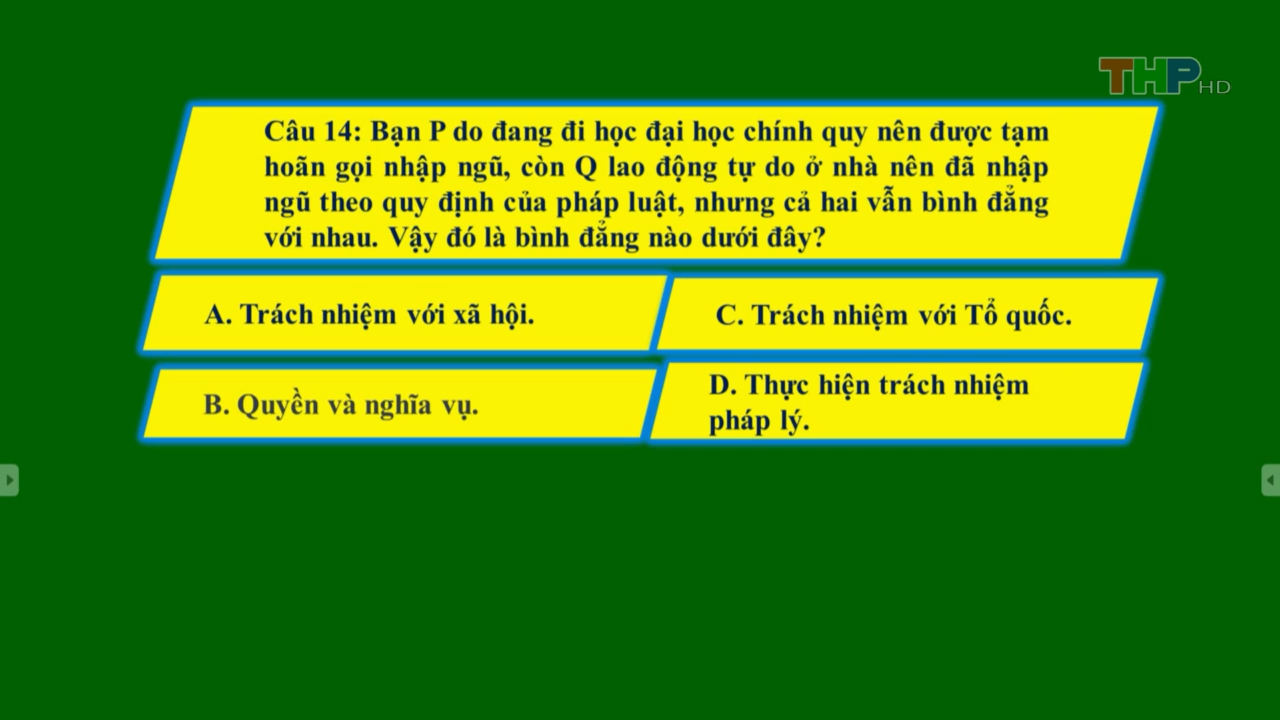 THP HD
Câu 14: Bạn P do đang đi học đại học chính quy nên được tạm
hoãn gọi nhập ngũ, còn Q lao động tự do ở nhà nên đã nhập
ngũ theo quy định của pháp luật, nhưng cả hai vẫn bình đẳng
với nhau. Vậy đó là bình đẳng nào dưới đây?
A. Trách nhiệm với xã hội.
C. Trách nhiệm với Tổ quốc.
B. Quyền và nghĩa vụ.
D. Thực hiện trách nhiệm
pháp lý.